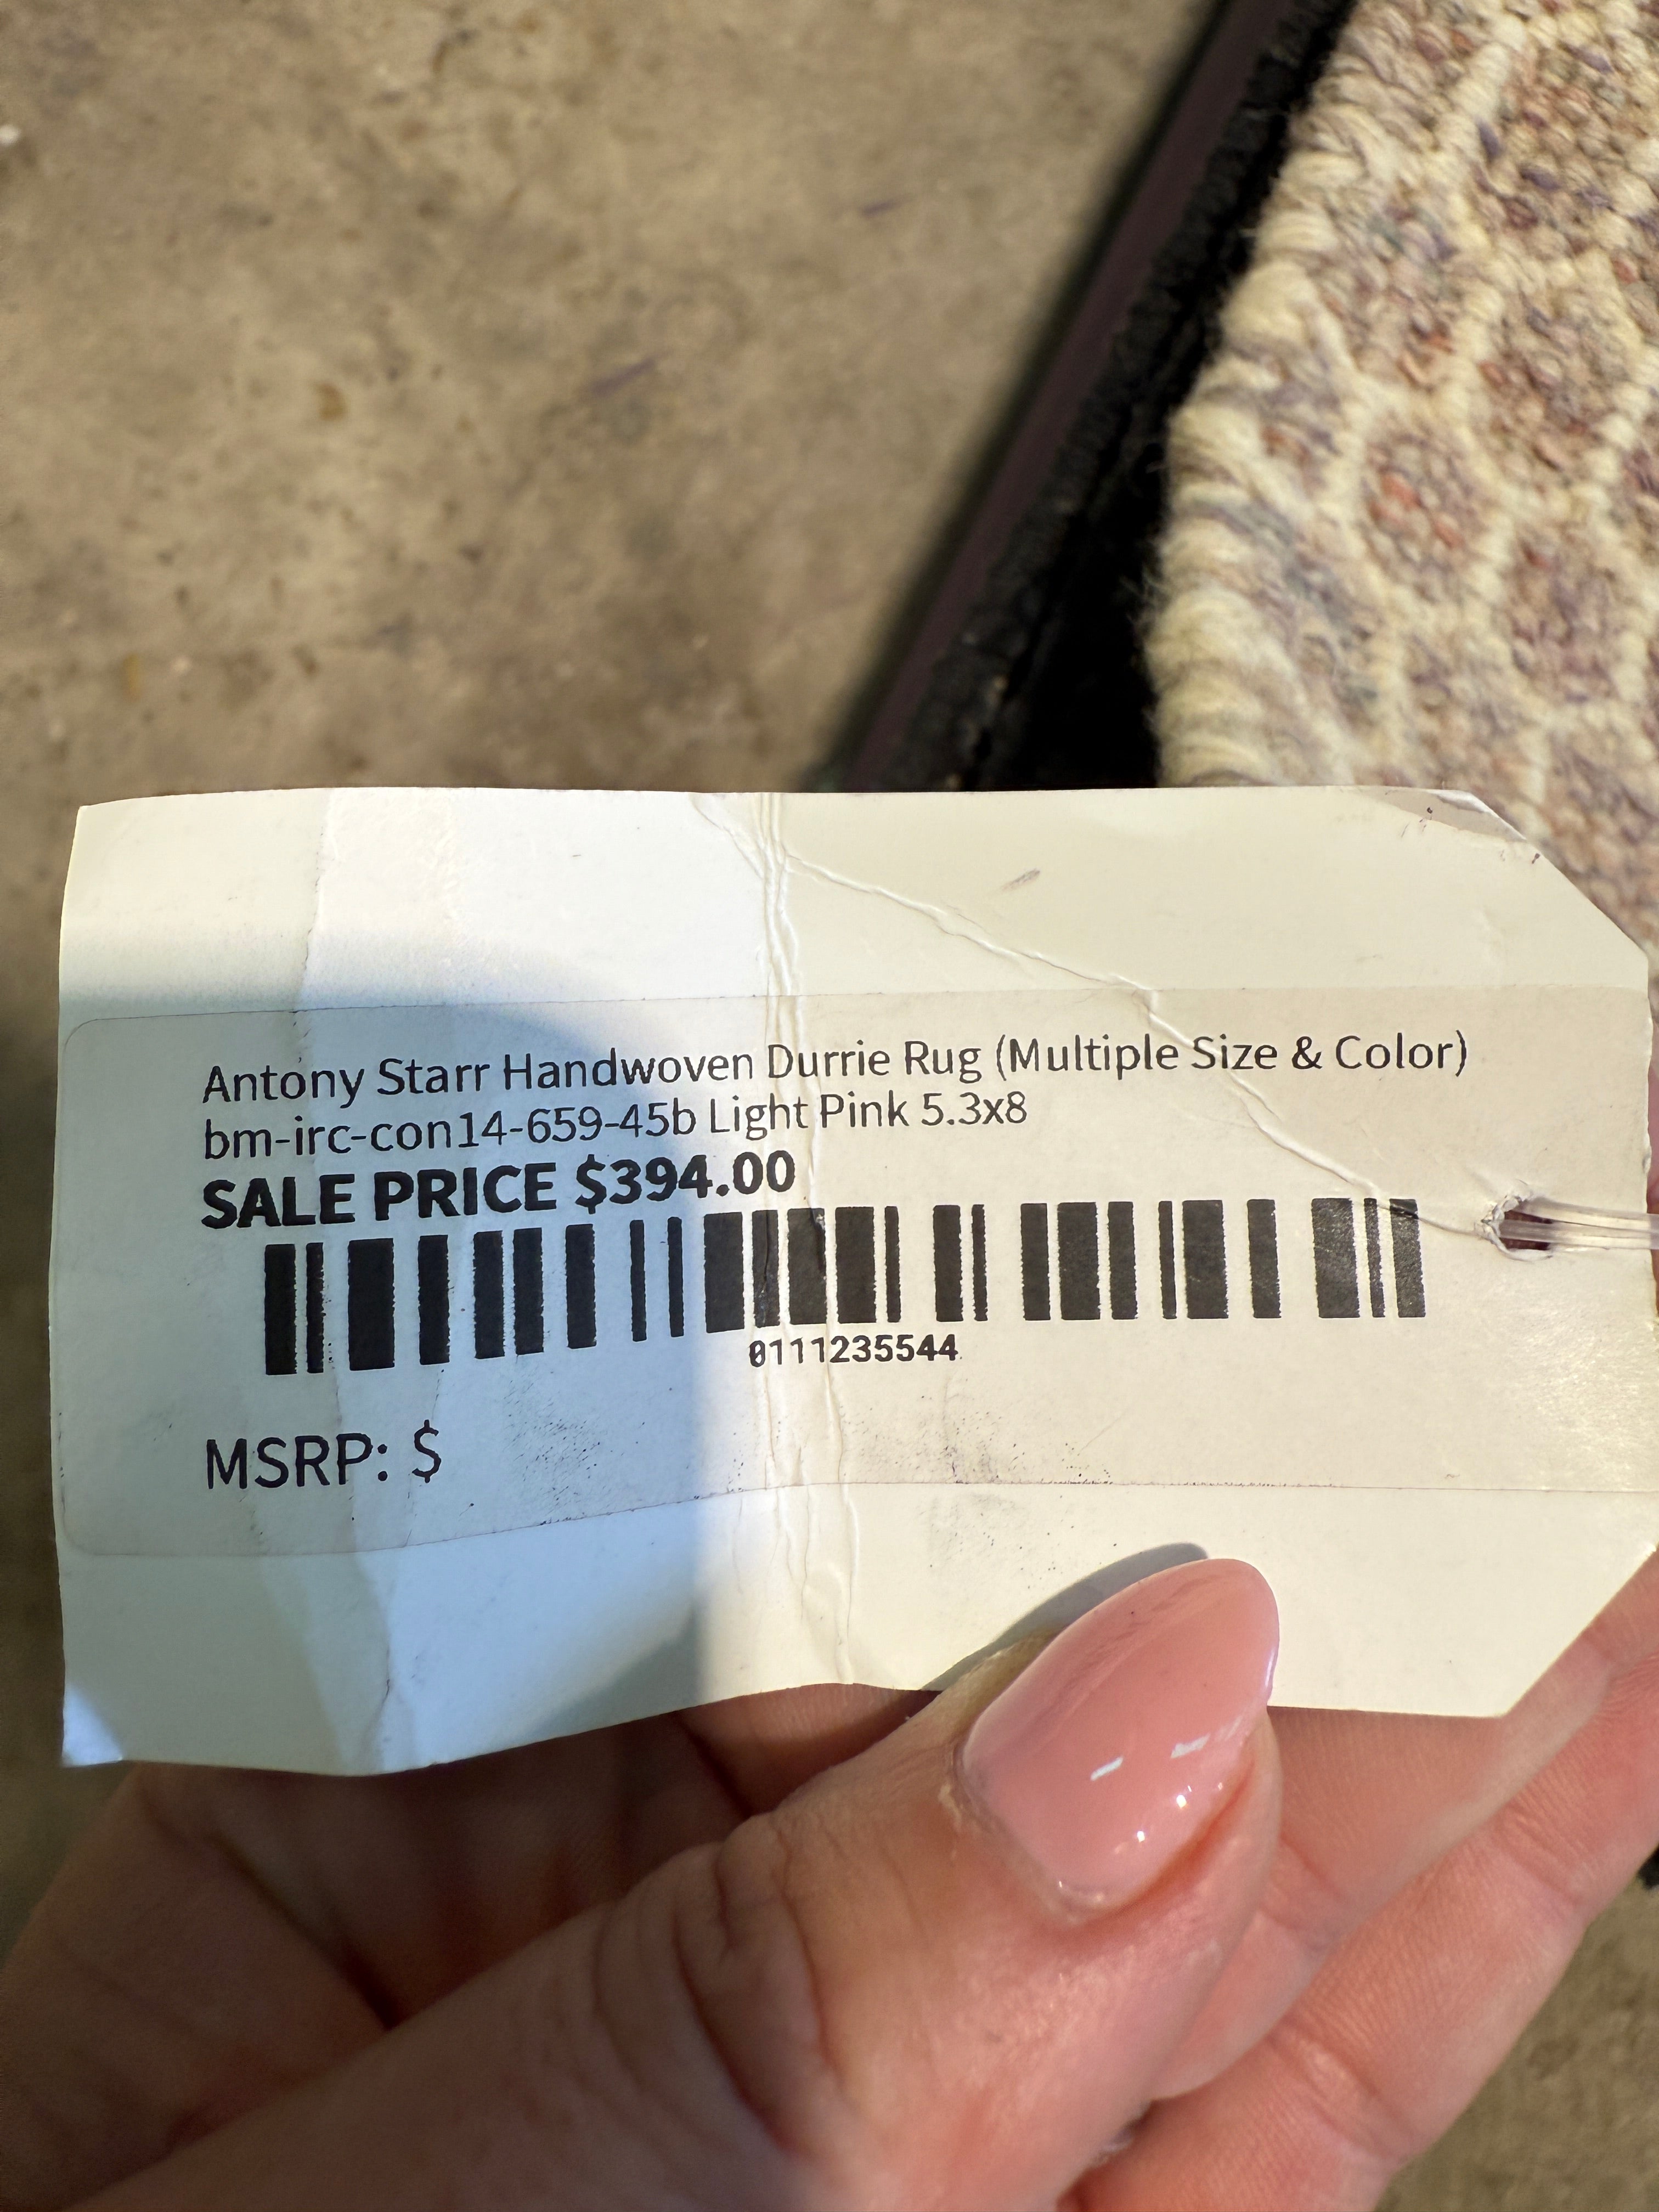 Antony Starr Handwoven Durrie Rug (Multiple Size & Color)
bm-irc-con14-659-45b Light Pink 5.3x8
SALE PRICE $394.00
0111235544
MSRP: $